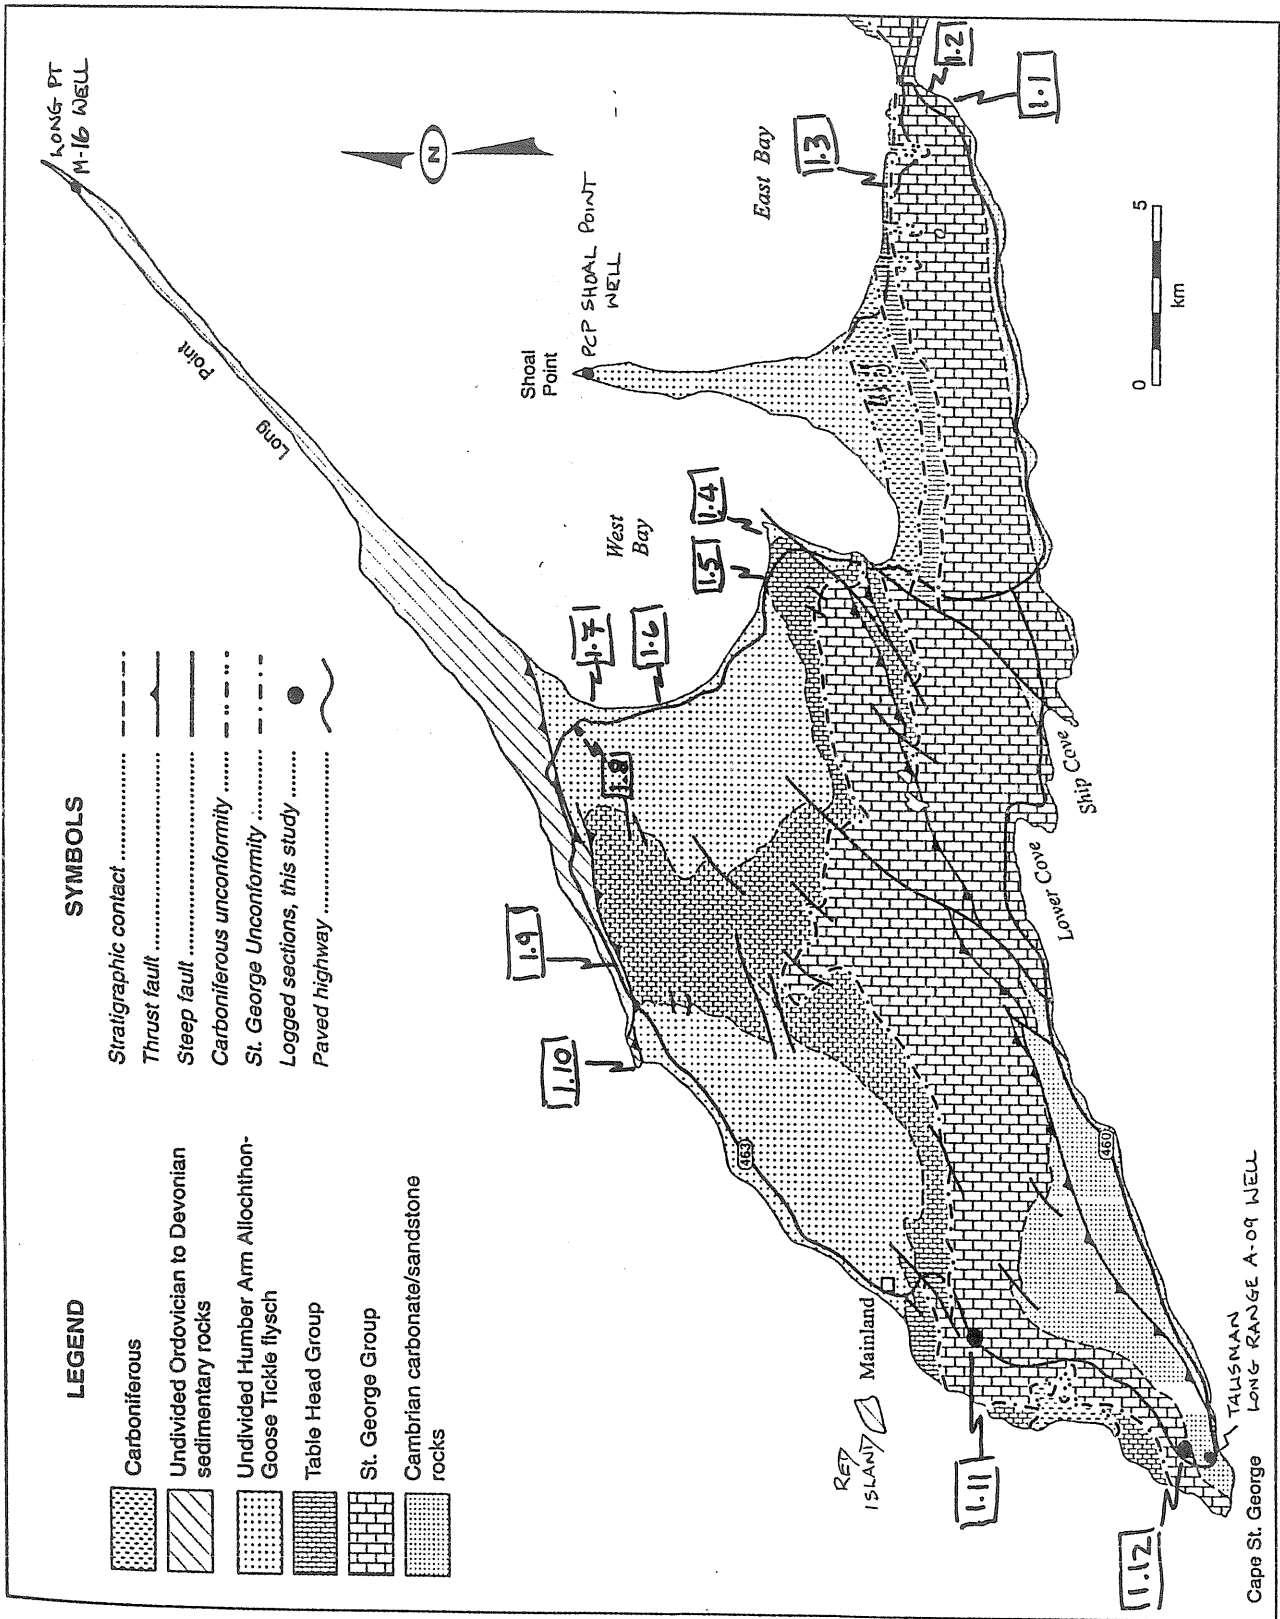 LEGEND
Carboniferous
Undivided Ordovician to Devonian
sedimentary rocks
Undivided Humber Arm Allochthon-
Goose Tickle flysch
Table Head Group
St. George Group
Cambrian carbonate/sandstone
rocks
SYMBOLS
Stratigraphic contact
Thrust fault
Steep fault
Carboniferous unconformity
St. George Unconformity
Logged sections, this study
Paved highway
LONG PT
M-16 WELL
N
Long Point
Shoal
Point
PCP SHOAL POINT
WELL
East Bay
West
Bay
1.1
1.2
1.3
1.4
1.5
1.6
1.7
1.8
1.9
1.10
1.11
1.12
463
460
Mainland
RED
ISLAND
Lower Cove
Ship Cove
0 5
km
TALISMAN
LONG RANGE A-09 WELL
Cape St. George